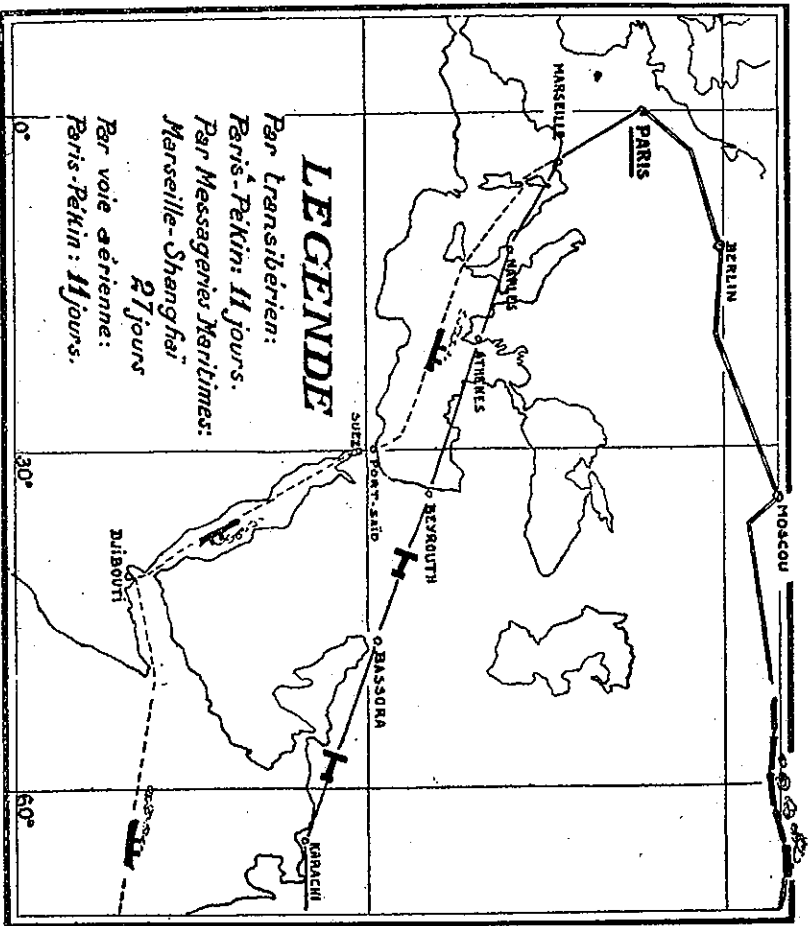 LEGENDE
Par transibérien:
Paris-Pékin: 11 jours.
Par Messageries Maritimes:
Marseille-Shanghaï
27 jours
Par voie aérienne:
Paris-Pékin: 11 jours.
MOSCOU
BERLIN
PARIS
MARSEILLE
NAPLES
ATHENES
BEYROUTH
PORT-SAÏD
SUEZ
BASSORA
KARACHI
DJIBOUTI
0°
30°
60°